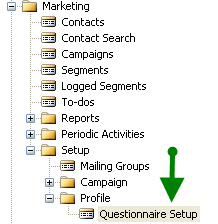 Marketing
Contacts
Contact Search
Campaigns
Segments
Logged Segments
To-dos
Reports
Periodic Activities
Setup
Mailing Groups
Campaign
Profile
Questionnaire Setup